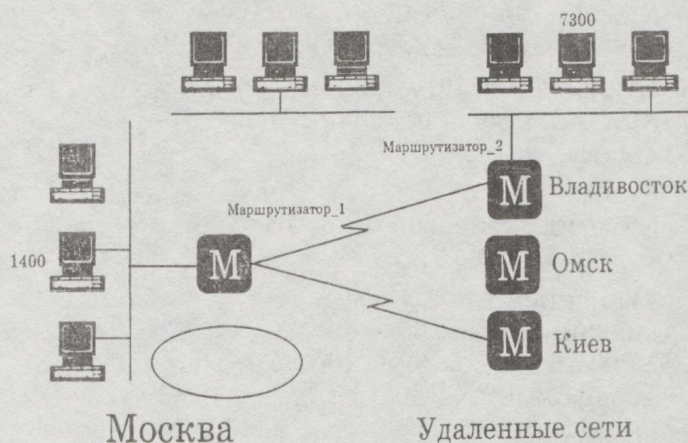 7300
Маршрутизатор_2
М Владивосток
Маршрутизатор_1
1400
М
М Омск
М Киев
Москва
Удаленные сети